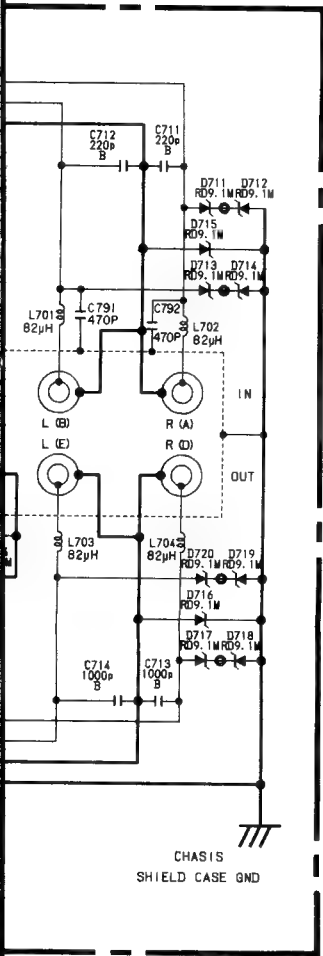 C712 C711
220p 220p
B B
D711 D712
RD9.1M RD9.1M
D715
RD9.1M
D713 D714
RD9.1M RD9.1M
L701 C791 C792 L702
82μH 470P 470P 82μH
L (B) R (A) IN
L (E) R (D) OUT
L703 L704
82μH 82μH
D720 D719
RD9.1M RD9.1M
D716
RD9.1M
D717 D718
RD9.1M RD9.1M
C714 C713
1000p 1000p
B B
CHASIS
SHIELD CASE GND